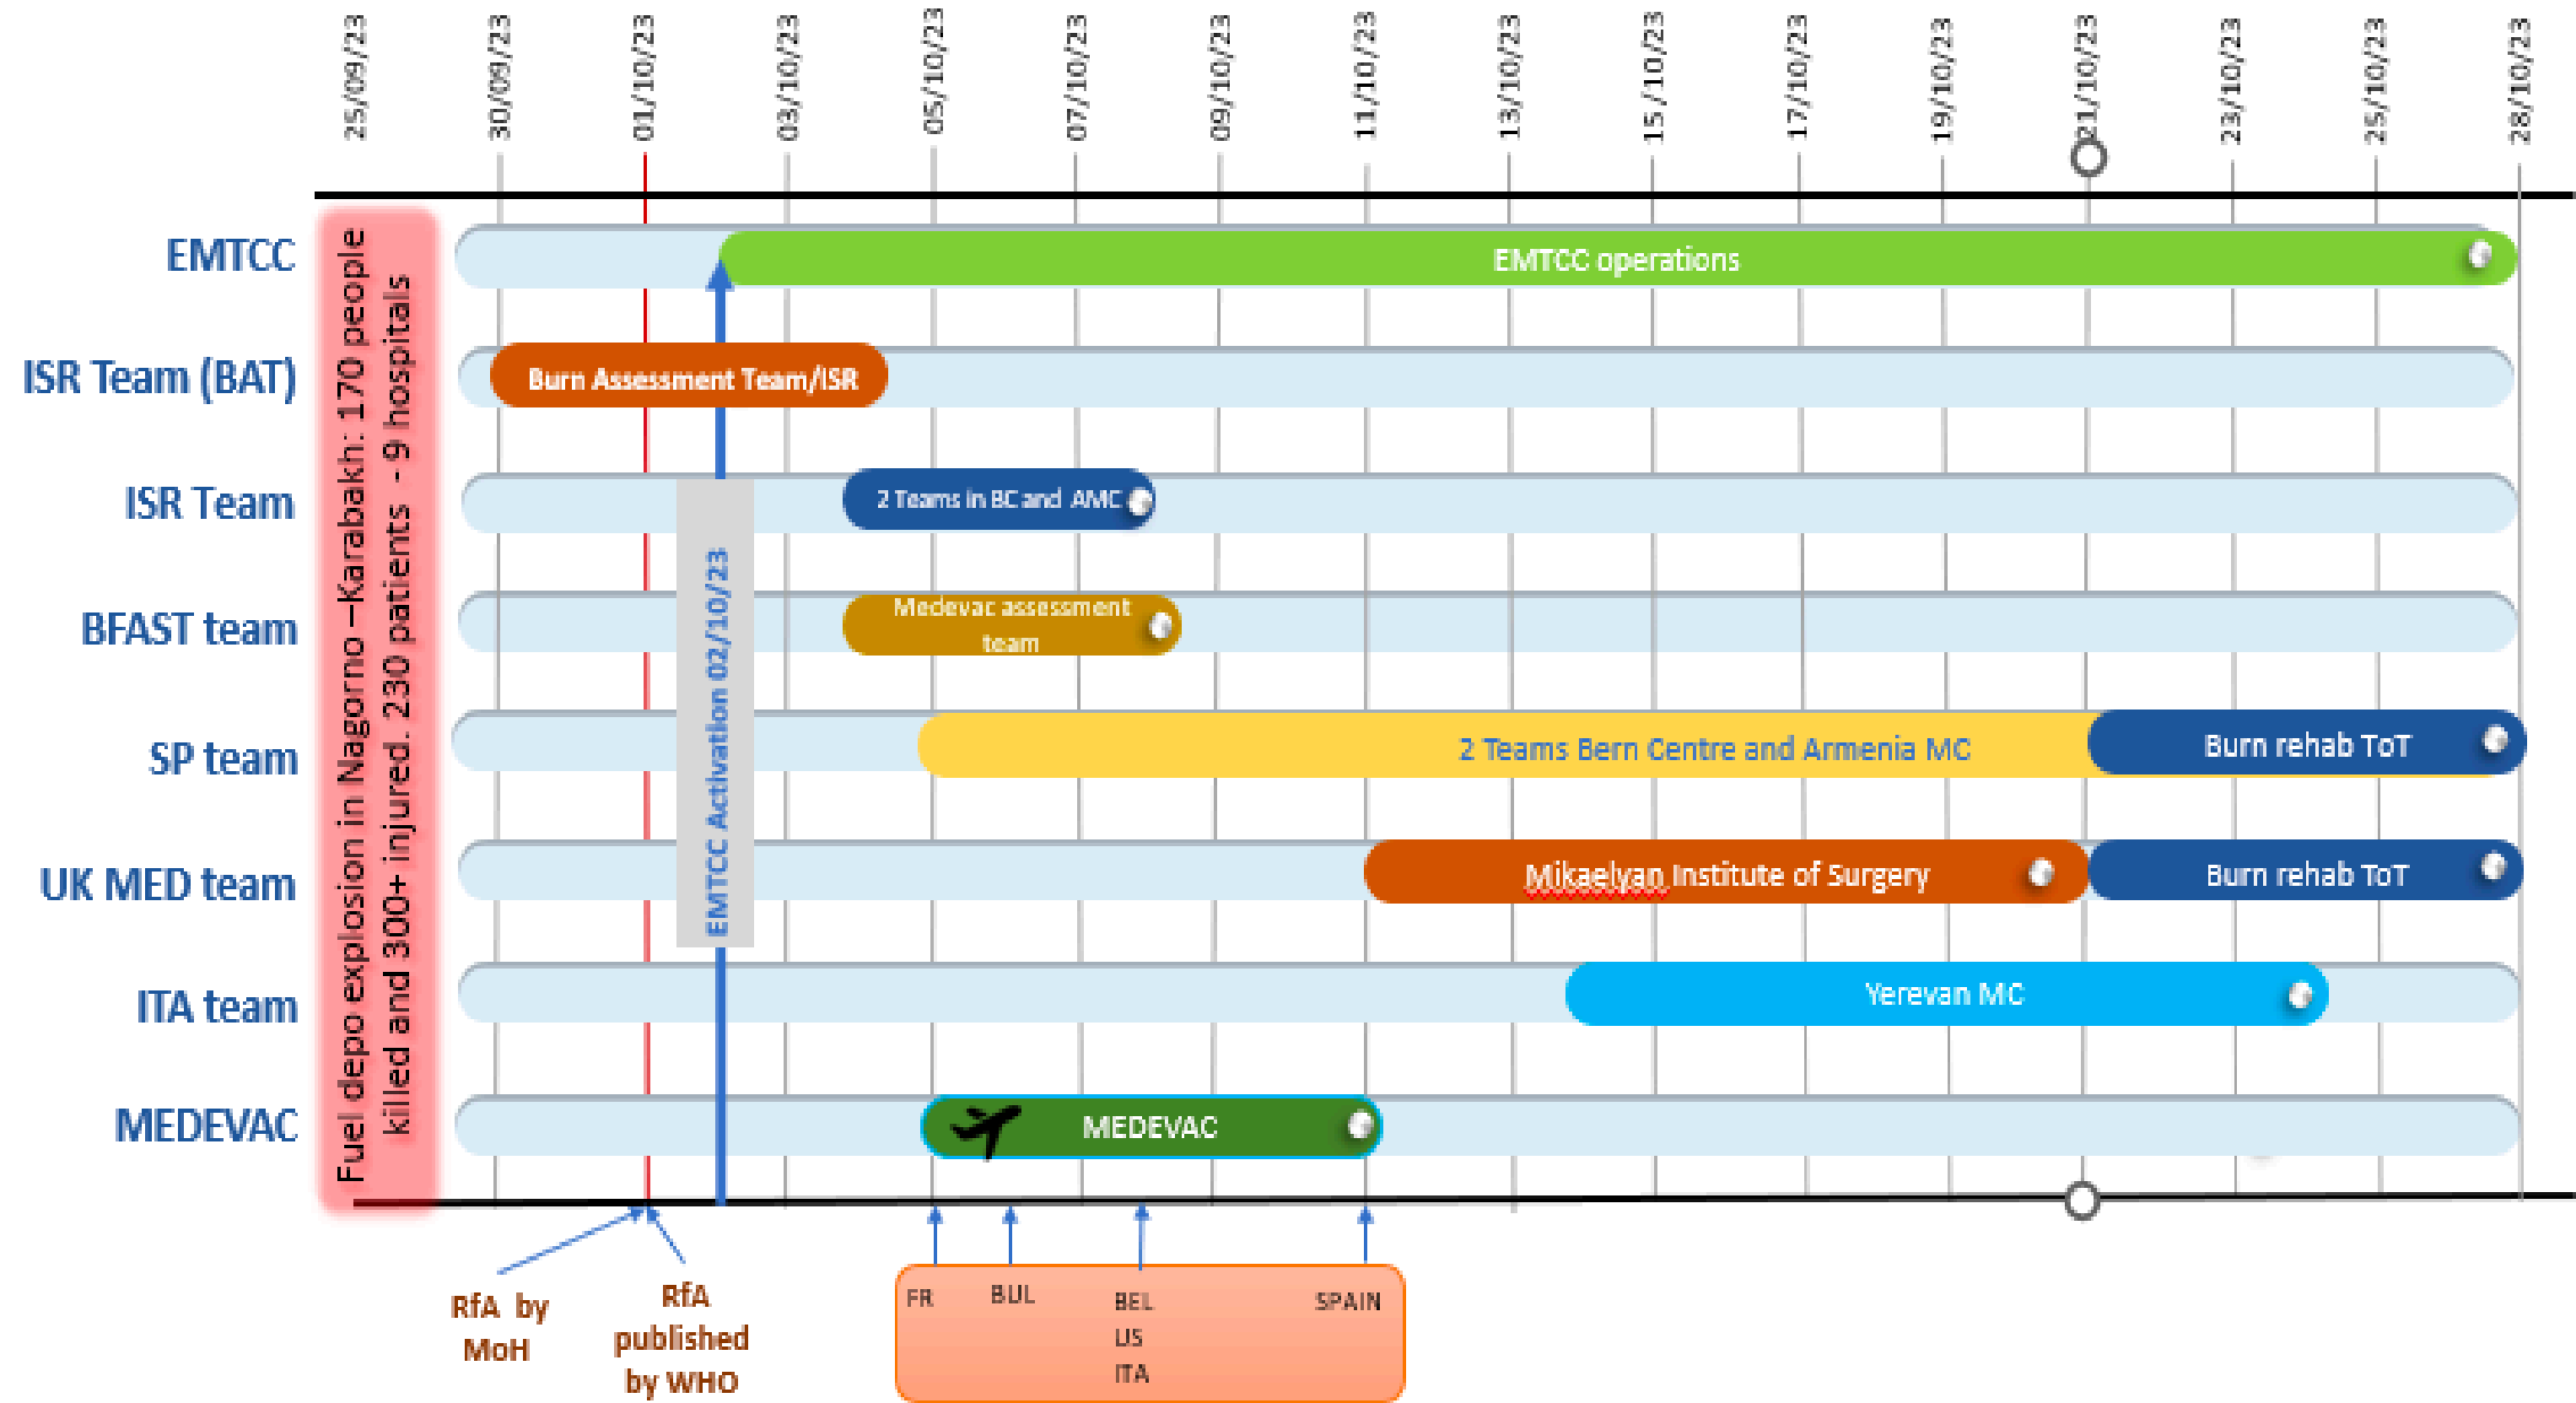 25/09/23
30/09/23
01/10/23
03/10/23
05/10/23
07/10/23
09/10/23
11/10/23
13/10/23
15/10/23
17/10/23
19/10/23
21/10/23
23/10/23
25/10/23
28/10/23
Fuel depo explosion in Nagorno –Karabakh: 170 people
killed and 300+ injured. 230 patients - 9 hospitals
EMTCC
EMTCC operations
ISR Team (BAT)
Burn Assessment Team/ISR
ISR Team
2 Teams in BC and AMC
EMTCC Activation 02/10/23
BFAST team
Medevac assessment
team
SP team
2 Teams Bern Centre and Armenia MC
Burn rehab ToT
UK MED team
Mikaelyan Institute of Surgery
Burn rehab ToT
ITA team
Yerevan MC
MEDEVAC
MEDEVAC
RfA by
MoH
RfA
published
by WHO
FR
BUL
BEL
US
ITA
SPAIN